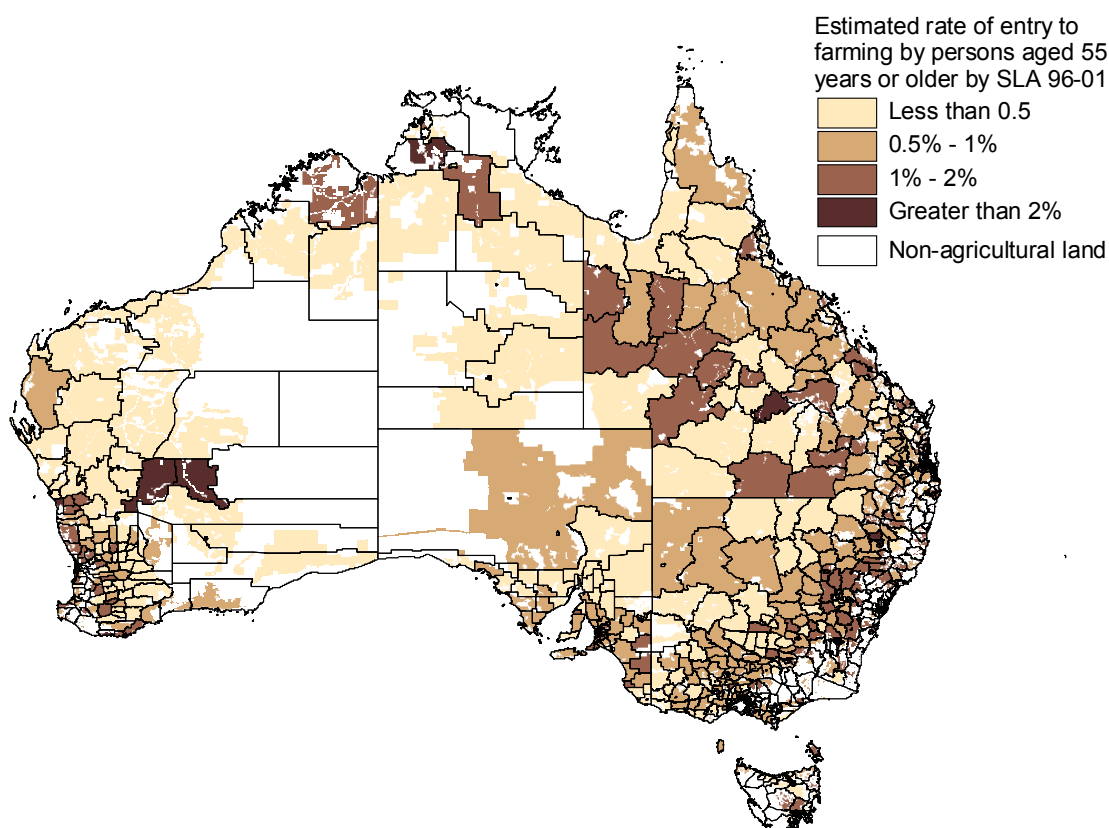 Estimated rate of entry to
farming by persons aged 55
years or older by SLA 96-01
Less than 0.5
0.5% - 1%
1% - 2%
Greater than 2%
Non-agricultural land